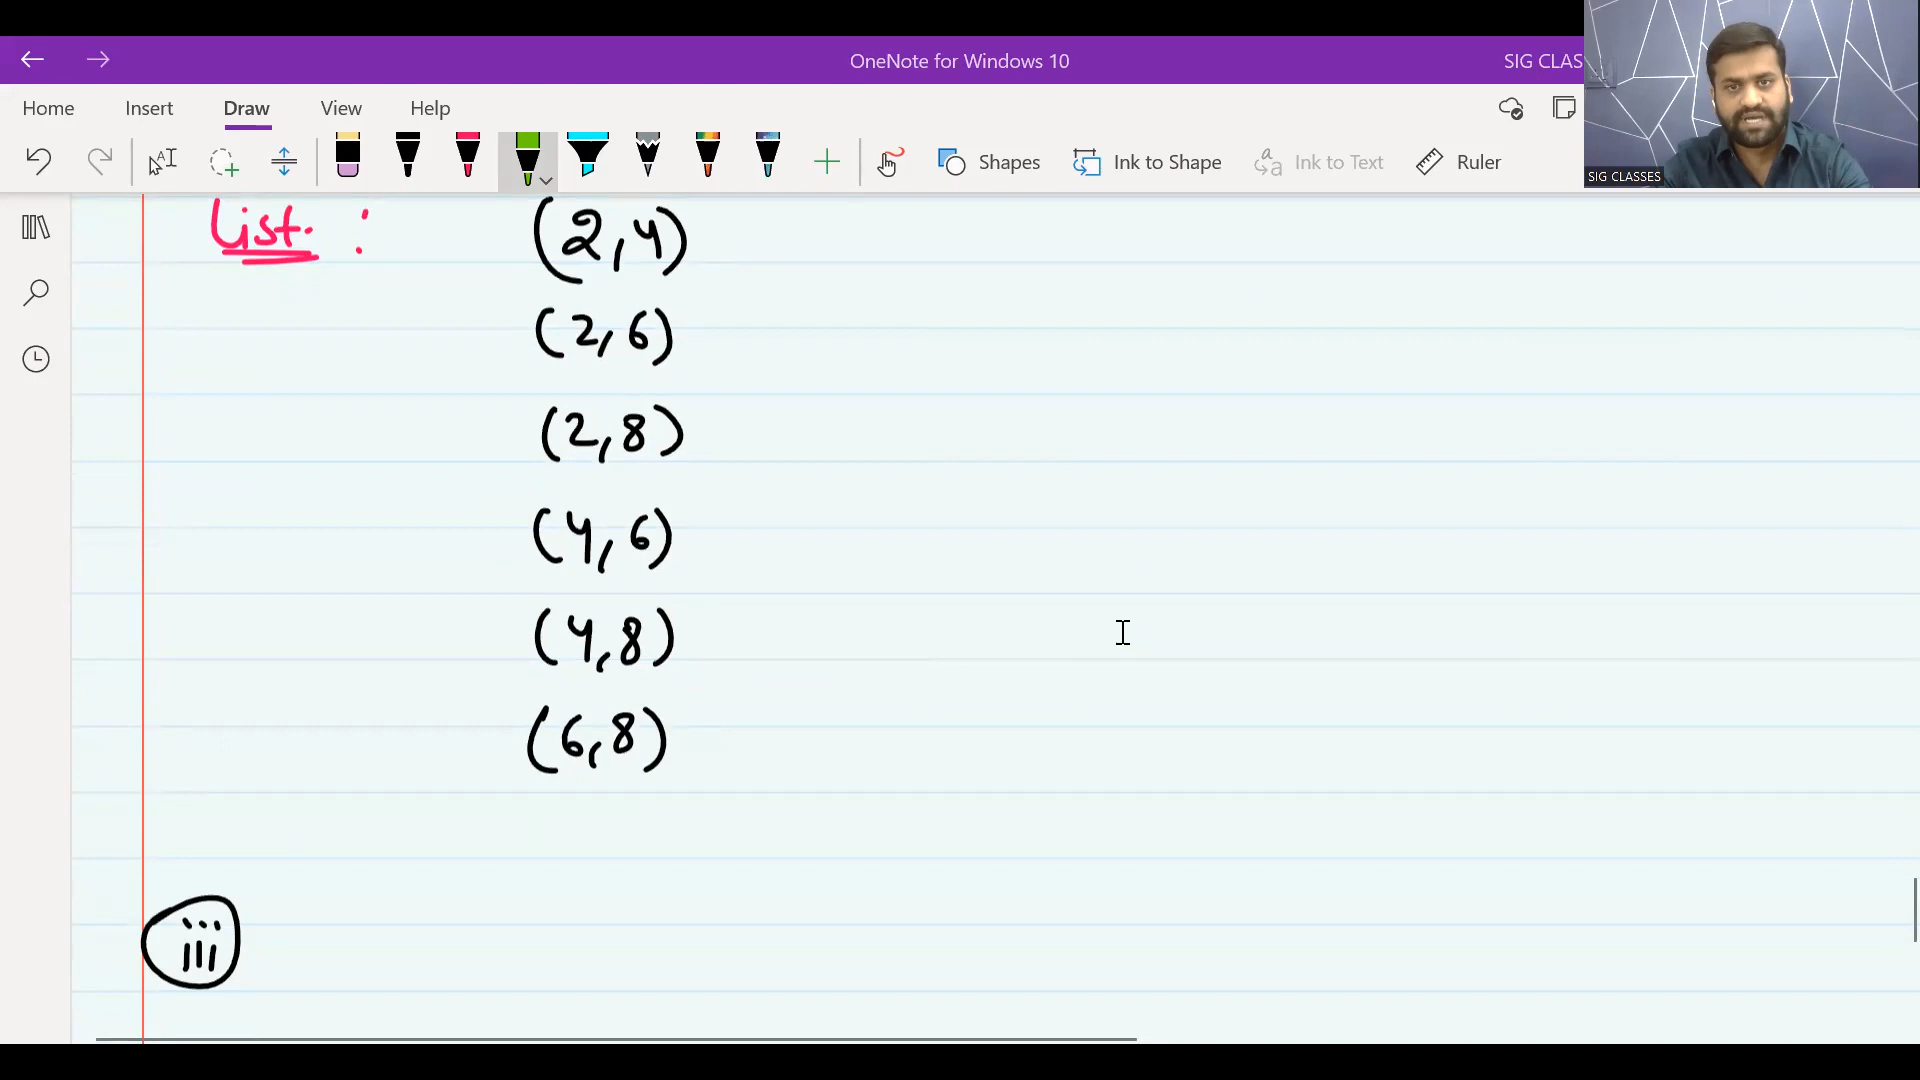 OneNote for Windows 10
SIG CLAS
Home Insert Draw View Help
Shapes Ink to Shape Ink to Text Ruler
SIG CLASSES
List. :
(2,4)
(2,6)
(2,8)
(4,6)
(4,8)
(6,8)
iii